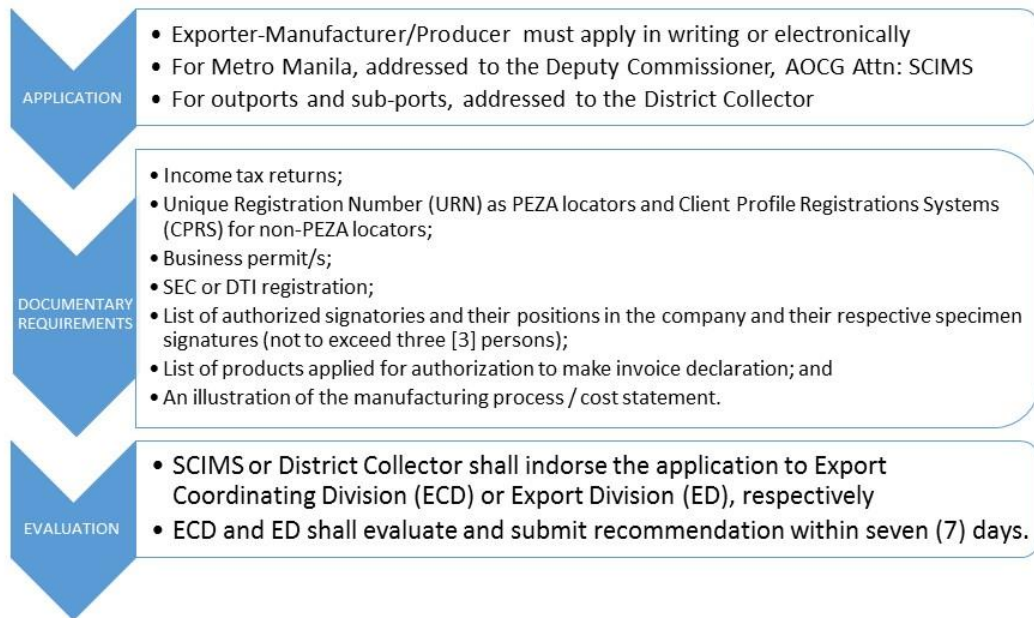 APPLICATION
• Exporter-Manufacturer/Producer must apply in writing or electronically
• For Metro Manila, addressed to the Deputy Commissioner, AOCG Attn: SCIMS
• For outports and sub-ports, addressed to the District Collector
DOCUMENTARY
REQUIREMENTS
• Income tax returns;
• Unique Registration Number (URN) as PEZA locators and Client Profile Registrations Systems
(CPRS) for non-PEZA locators;
• Business permit/s;
• SEC or DTI registration;
• List of authorized signatories and their positions in the company and their respective specimen
signatures (not to exceed three [3] persons);
• List of products applied for authorization to make invoice declaration; and
• An illustration of the manufacturing process / cost statement.
EVALUATION
• SCIMS or District Collector shall indorse the application to Export
Coordinating Division (ECD) or Export Division (ED), respectively
• ECD and ED shall evaluate and submit recommendation within seven (7) days.